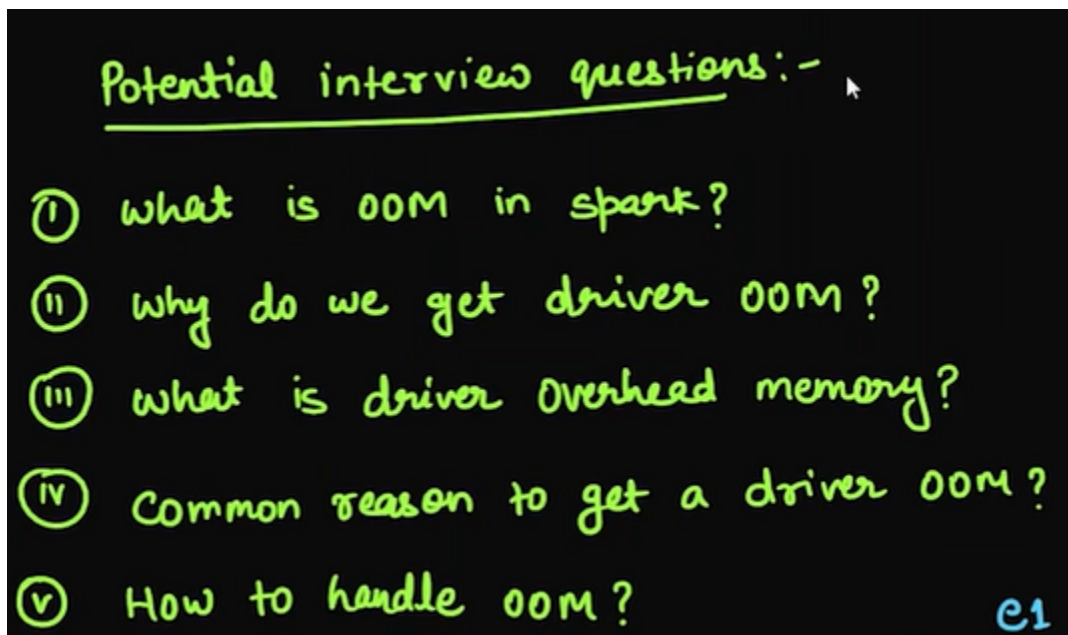 Potential interview questions:-
(i) what is OOM in spark?
(ii) why do we get driver OOM?
(iii) what is driver overhead memory?
(iv) Common reason to get a driver OOM?
(v) How to handle OOM?
e1